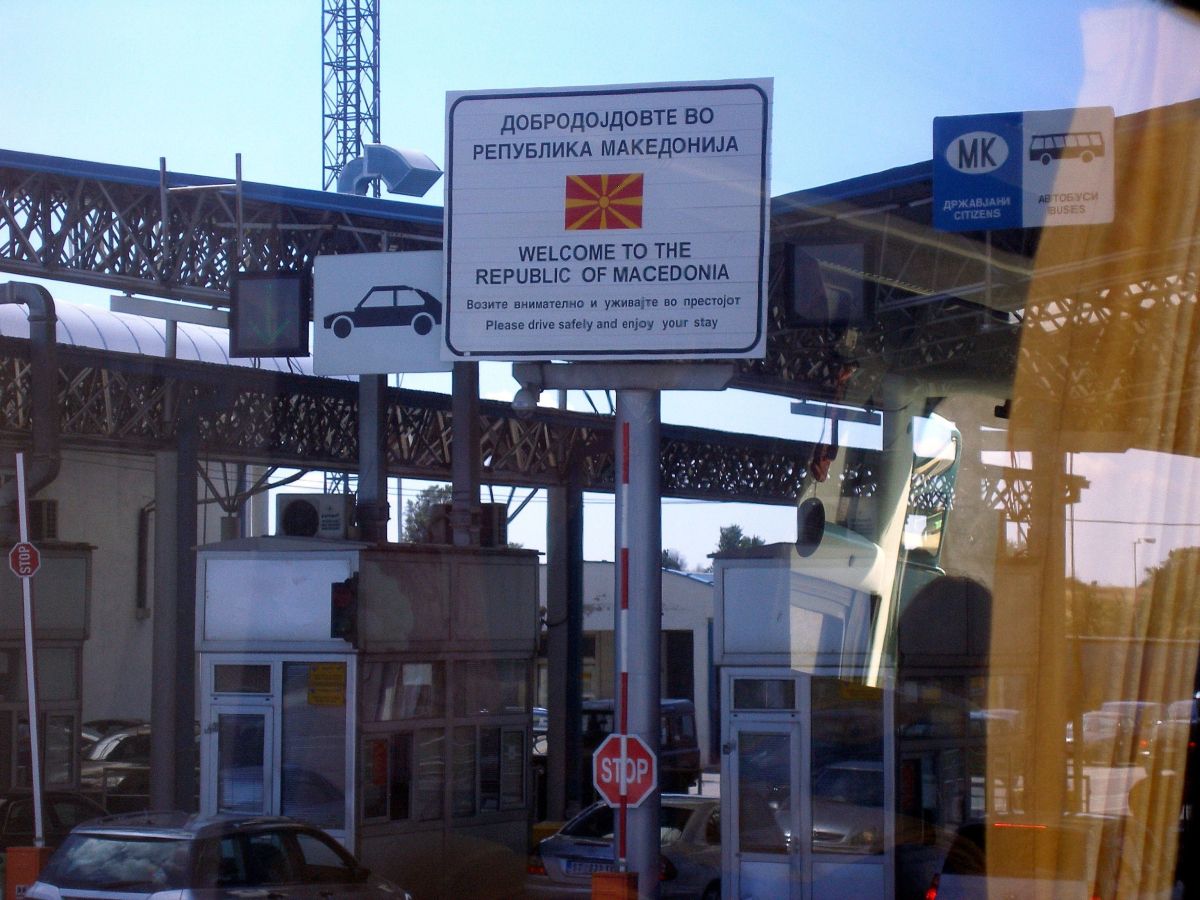 ДОБРОДОЈДОВТЕ ВО
РЕПУБЛИКА МАКЕДОНИЈА
WELCOME TO THE
REPUBLIC OF MACEDONIA
Возите внимателно и уживајте во престојот
Please drive safely and enjoy your stay
MK
ДРЖАВЈАНИ
CITIZENS
АВТОБУСИ
BUSES
STOP
STOP